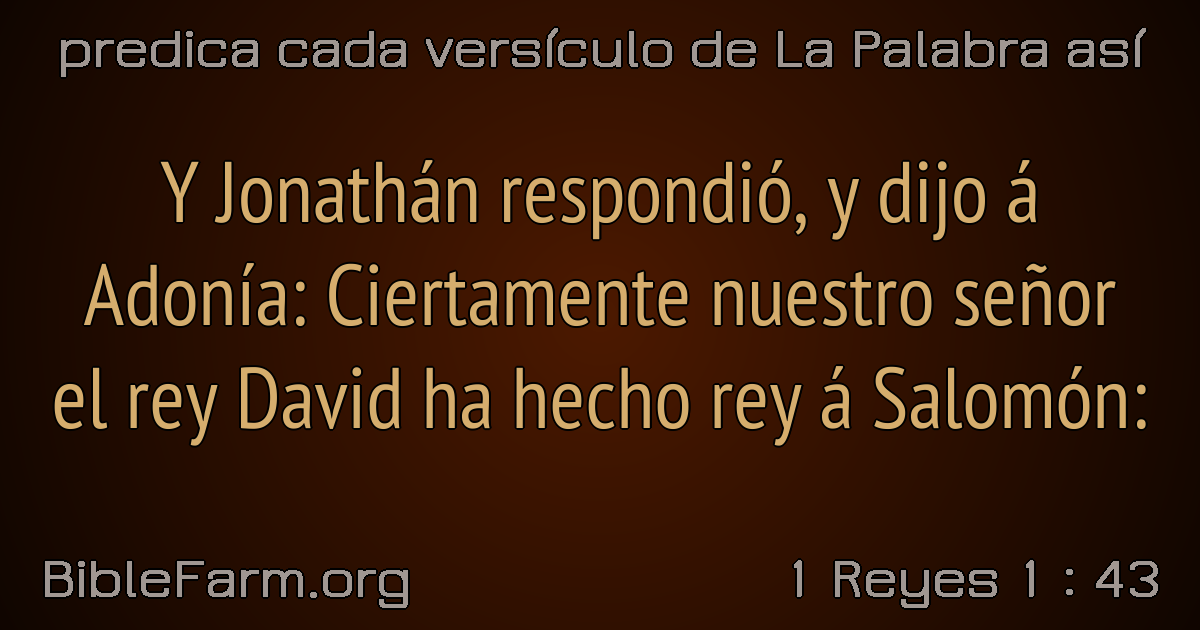 predica cada versículo de La Palabra así
Y Jonathán respondió, y dijo á
Adonía: Ciertamente nuestro señor
el rey David ha hecho rey á Salomón:
BibleFarm.org
1 Reyes 1 : 43